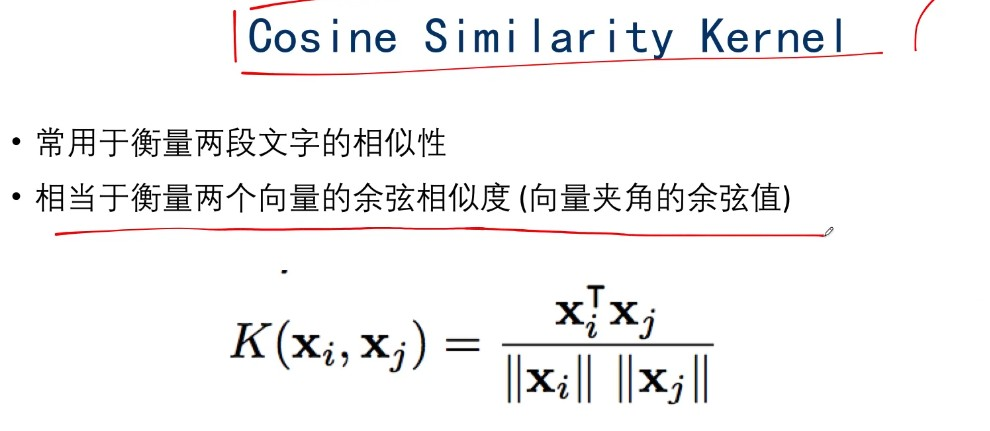 Cosine Similarity Kernel
• 常用于衡量两段文字的相似性
• 相当于衡量两个向量的余弦相似度 (向量夹角的余弦值)
K(𝐱ᵢ, 𝐱ⱼ) = 𝐱ᵢ^⊤ 𝐱ⱼ / (‖𝐱ᵢ‖ ‖𝐱ⱼ‖)